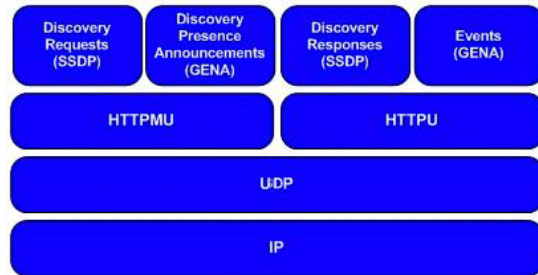 Discovery
Requests
(SSDP)
Discovery
Presence
Announcements
(GENA)
Discovery
Responses
(SSDP)
Events
(GENA)
HTTPMU
HTTPU
UDP
IP